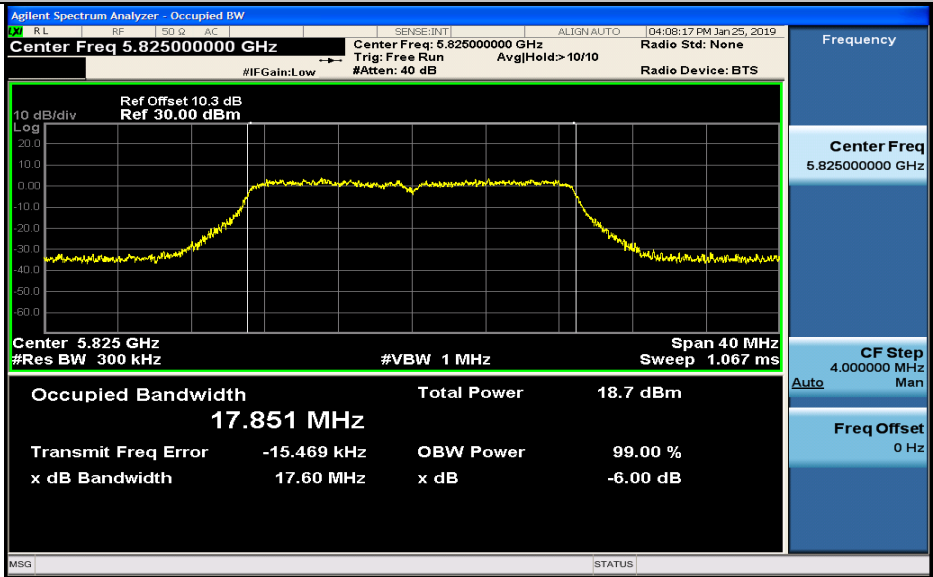 Agilent Spectrum Analyzer - Occupied BW
LXI RL RF 50 Ω AC SENSE:INT ALIGN AUTO 04:08:17 PM Jan 25, 2019
Center Freq 5.825000000 GHz
Center Freq: 5.825000000 GHz
Radio Std: None
Trig: Free Run Avg|Hold:> 10/10
#IFGain:Low
#Atten: 40 dB
Radio Device: BTS
Frequency
Ref Offset 10.3 dB
10 dB/div Ref 30.00 dBm
Log
20.0
10.0
0.00
-10.0
-20.0
-30.0
-40.0
-50.0
-60.0
Center 5.825 GHz Span 40 MHz
#Res BW 300 kHz #VBW 1 MHz Sweep 1.067 ms
Center Freq
5.825000000 GHz
CF Step
4.000000 MHz
Auto Man
Freq Offset
0 Hz
Occupied Bandwidth Total Power 18.7 dBm
17.851 MHz
Transmit Freq Error -15.469 kHz OBW Power 99.00 %
x dB Bandwidth 17.60 MHz x dB -6.00 dB
MSG STATUS